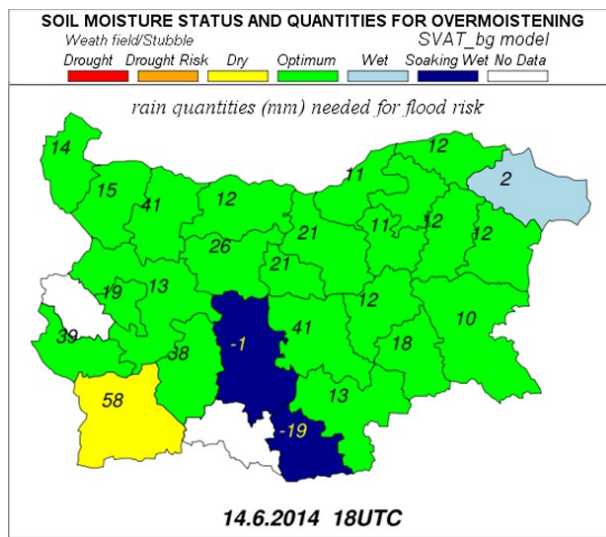 SOIL MOISTURE STATUS AND QUANTITIES FOR OVERMOISTENING
Weath field/Stubble SVAT_bg model
Drought Drought Risk Dry Optimum Wet Soaking Wet No Data
rain quantities (mm) needed for flood risk
12
14 11 2
15 41 12
21 11 12 12
26
21
19 13 12
10
39 38 -1 41 18
58 13
-19
14.6.2014 18UTC